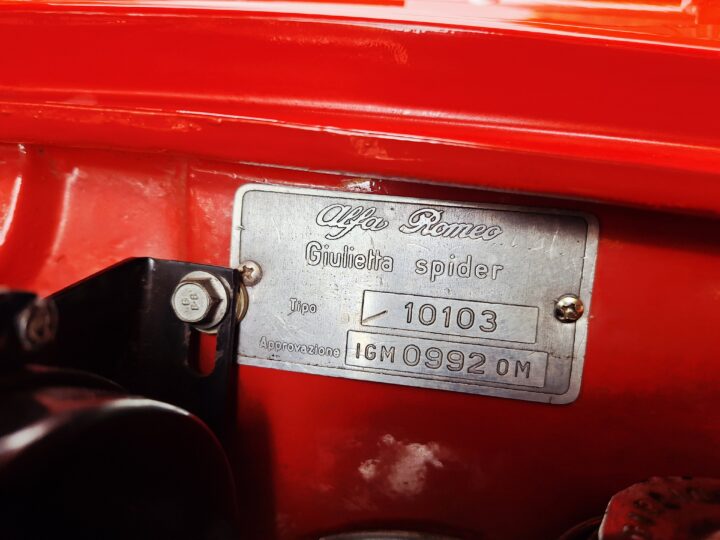 Alfa Romeo
Giulietta spider
Tipo 10103
Approvazione IGM 0992 OM